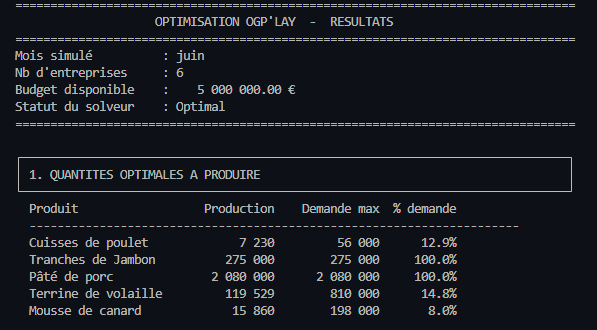 ================================================================================
OPTIMISATION OGP'LAY  -  RESULTATS
================================================================================
Mois simulé          : juin
Nb d'entreprises     : 6
Budget disponible    :    5 000 000.00 €
Statut du solveur    : Optimal
================================================================================
1. QUANTITES OPTIMALES A PRODUIRE
Produit                  Production    Demande max  % demande
----------------------------------------------------------------------
Cuisses de poulet             7 230         56 000      12.9%
Tranches de Jambon          275 000        275 000     100.0%
Pâté de porc              2 080 000      2 080 000     100.0%
Terrine de volaille         119 529        810 000      14.8%
Mousse de canard             15 860        198 000       8.0%